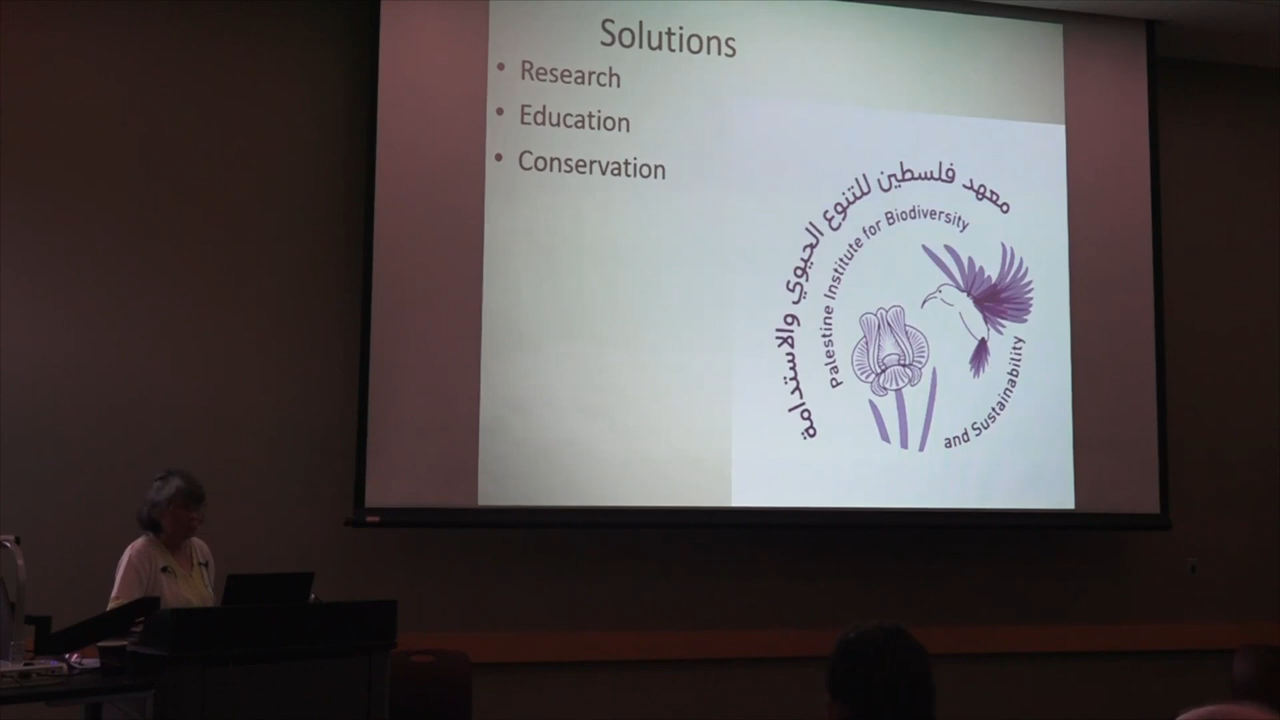 Solutions
• Research
• Education
• Conservation
معهد فلسطين للتنوع الحيوي والاستدامة
Palestine Institute for Biodiversity
and Sustainability